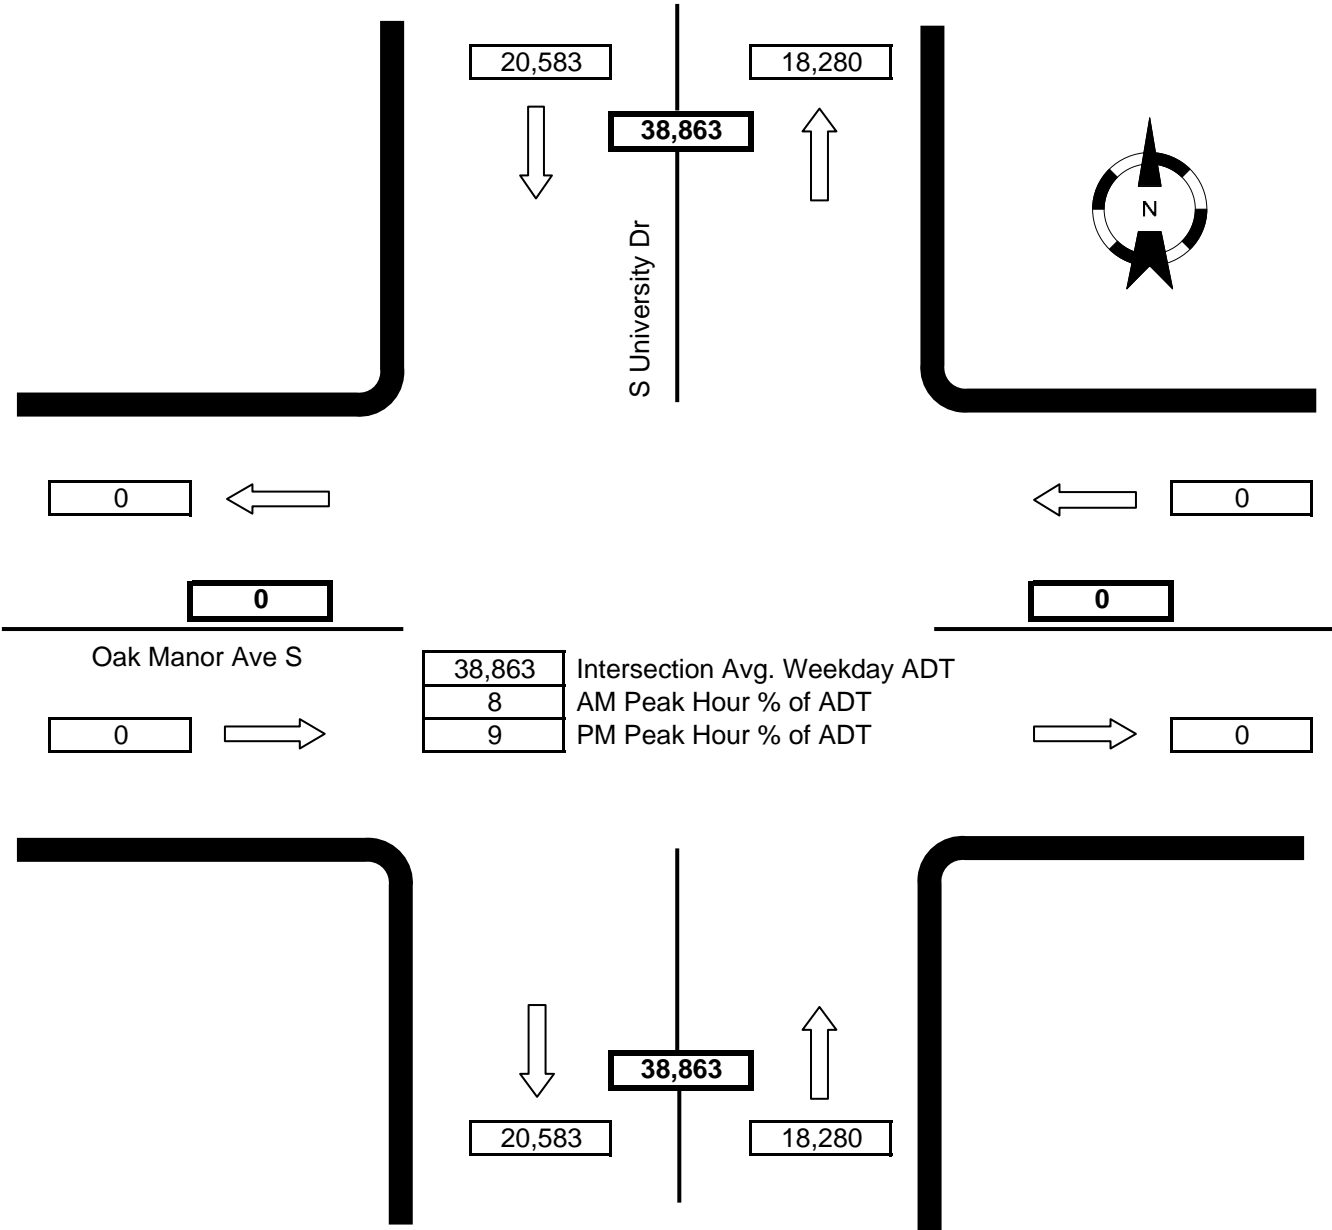 20,583
18,280
38,863
S University Dr
N
0
0
0
0
Oak Manor Ave S
38,863 Intersection Avg. Weekday ADT
8 AM Peak Hour % of ADT
9 PM Peak Hour % of ADT
0
0
38,863
20,583
18,280